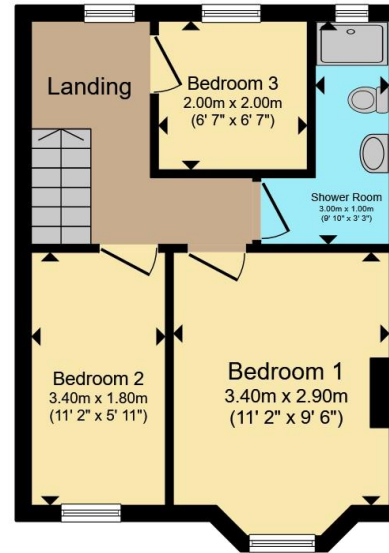 Landing
Bedroom 3
2.00m x 2.00m
(6' 7" x 6' 7")
Shower Room
3.00m x 1.00m
(9' 10" x 3' 3")
Bedroom 2
3.40m x 1.80m
(11' 2" x 5' 11")
Bedroom 1
3.40m x 2.90m
(11' 2" x 9' 6")